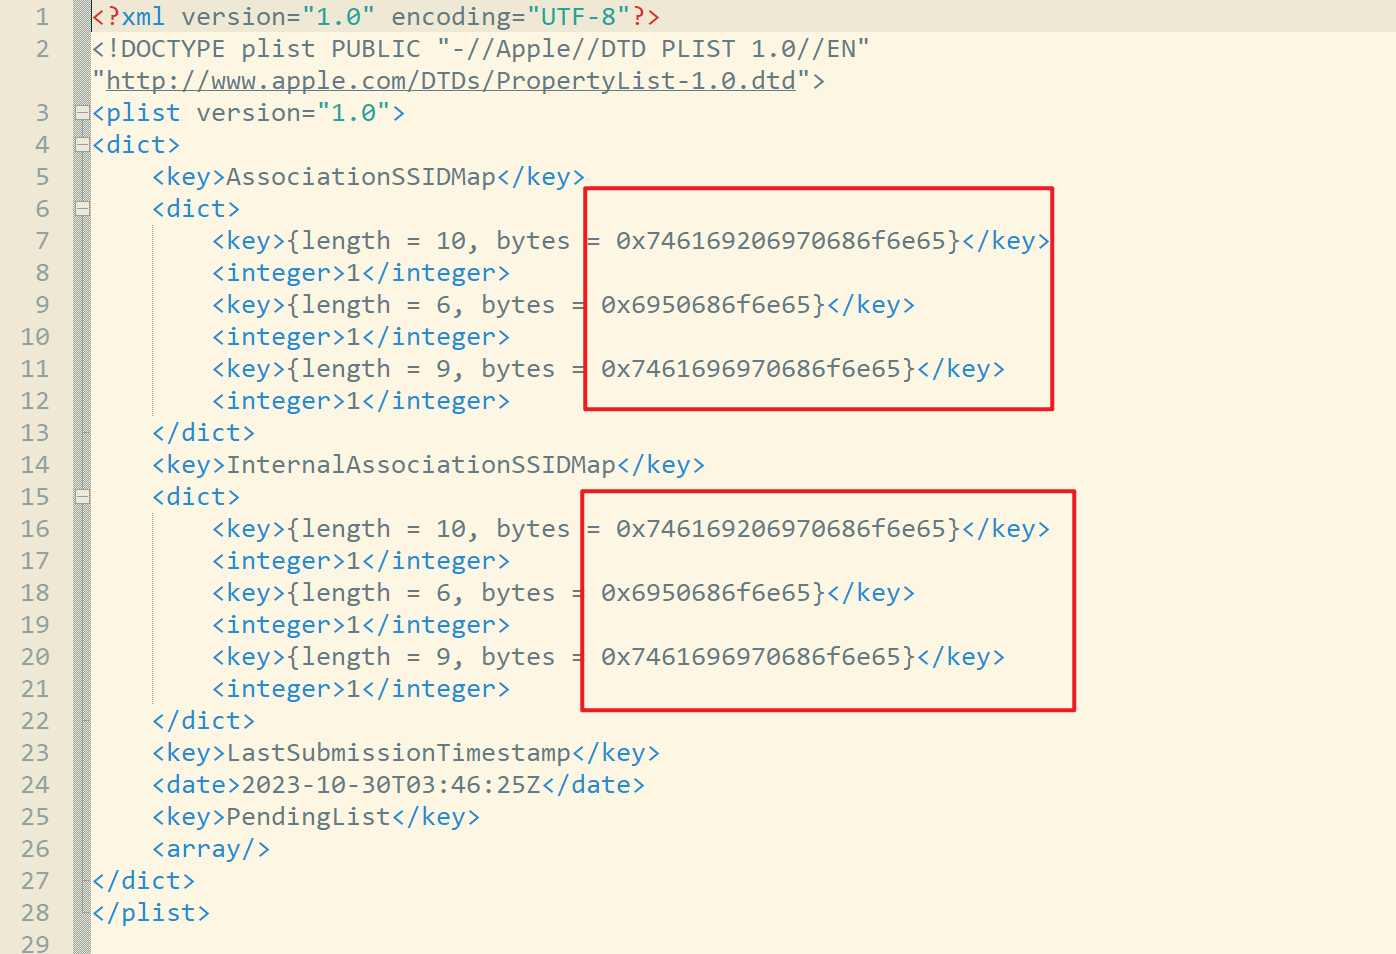 1 <?xml version="1.0" encoding="UTF-8"?>
2 <!DOCTYPE plist PUBLIC "-//Apple//DTD PLIST 1.0//EN"
"http://www.apple.com/DTDs/PropertyList-1.0.dtd">
3 <plist version="1.0">
4 <dict>
5 <key>AssociationSSIDMap</key>
6 <dict>
7 <key>{length = 10, bytes = 0x746169206970686f6e65}</key>
8 <integer>1</integer>
9 <key>{length = 6, bytes = 0x6950686f6e65}</key>
10 <integer>1</integer>
11 <key>{length = 9, bytes = 0x7461696970686f6e65}</key>
12 <integer>1</integer>
13 </dict>
14 <key>InternalAssociationSSIDMap</key>
15 <dict>
16 <key>{length = 10, bytes = 0x746169206970686f6e65}</key>
17 <integer>1</integer>
18 <key>{length = 6, bytes = 0x6950686f6e65}</key>
19 <integer>1</integer>
20 <key>{length = 9, bytes = 0x7461696970686f6e65}</key>
21 <integer>1</integer>
22 </dict>
23 <key>LastSubmissionTimestamp</key>
24 <date>2023-10-30T03:46:25Z</date>
25 <key>PendingList</key>
26 <array/>
27 </dict>
28 </plist>
29